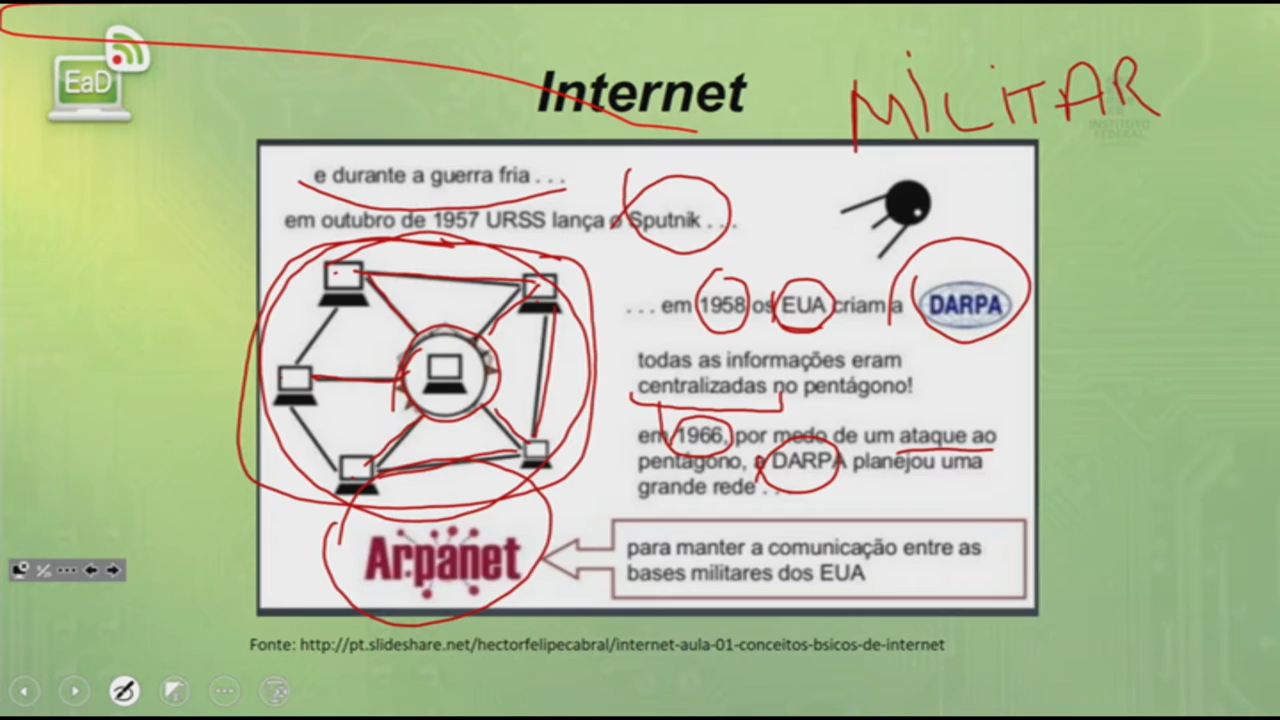 EaD
Internet
MILITAR
INSTITUTO
FEDERAL
e durante a guerra fria . . .
em outubro de 1957 URSS lança o Sputnik . . .
. . . em 1958 os EUA criam a DARPA
todas as informações eram
centralizadas no pentágono!
em 1966, por medo de um ataque ao
pentágono, a DARPA planejou uma
grande rede . . .
Arpanet
para manter a comunicação entre as
bases militares dos EUA
Fonte: http://pt.slideshare.net/hectorfelipecabral/internet-aula-01-conceitos-bsicos-de-internet